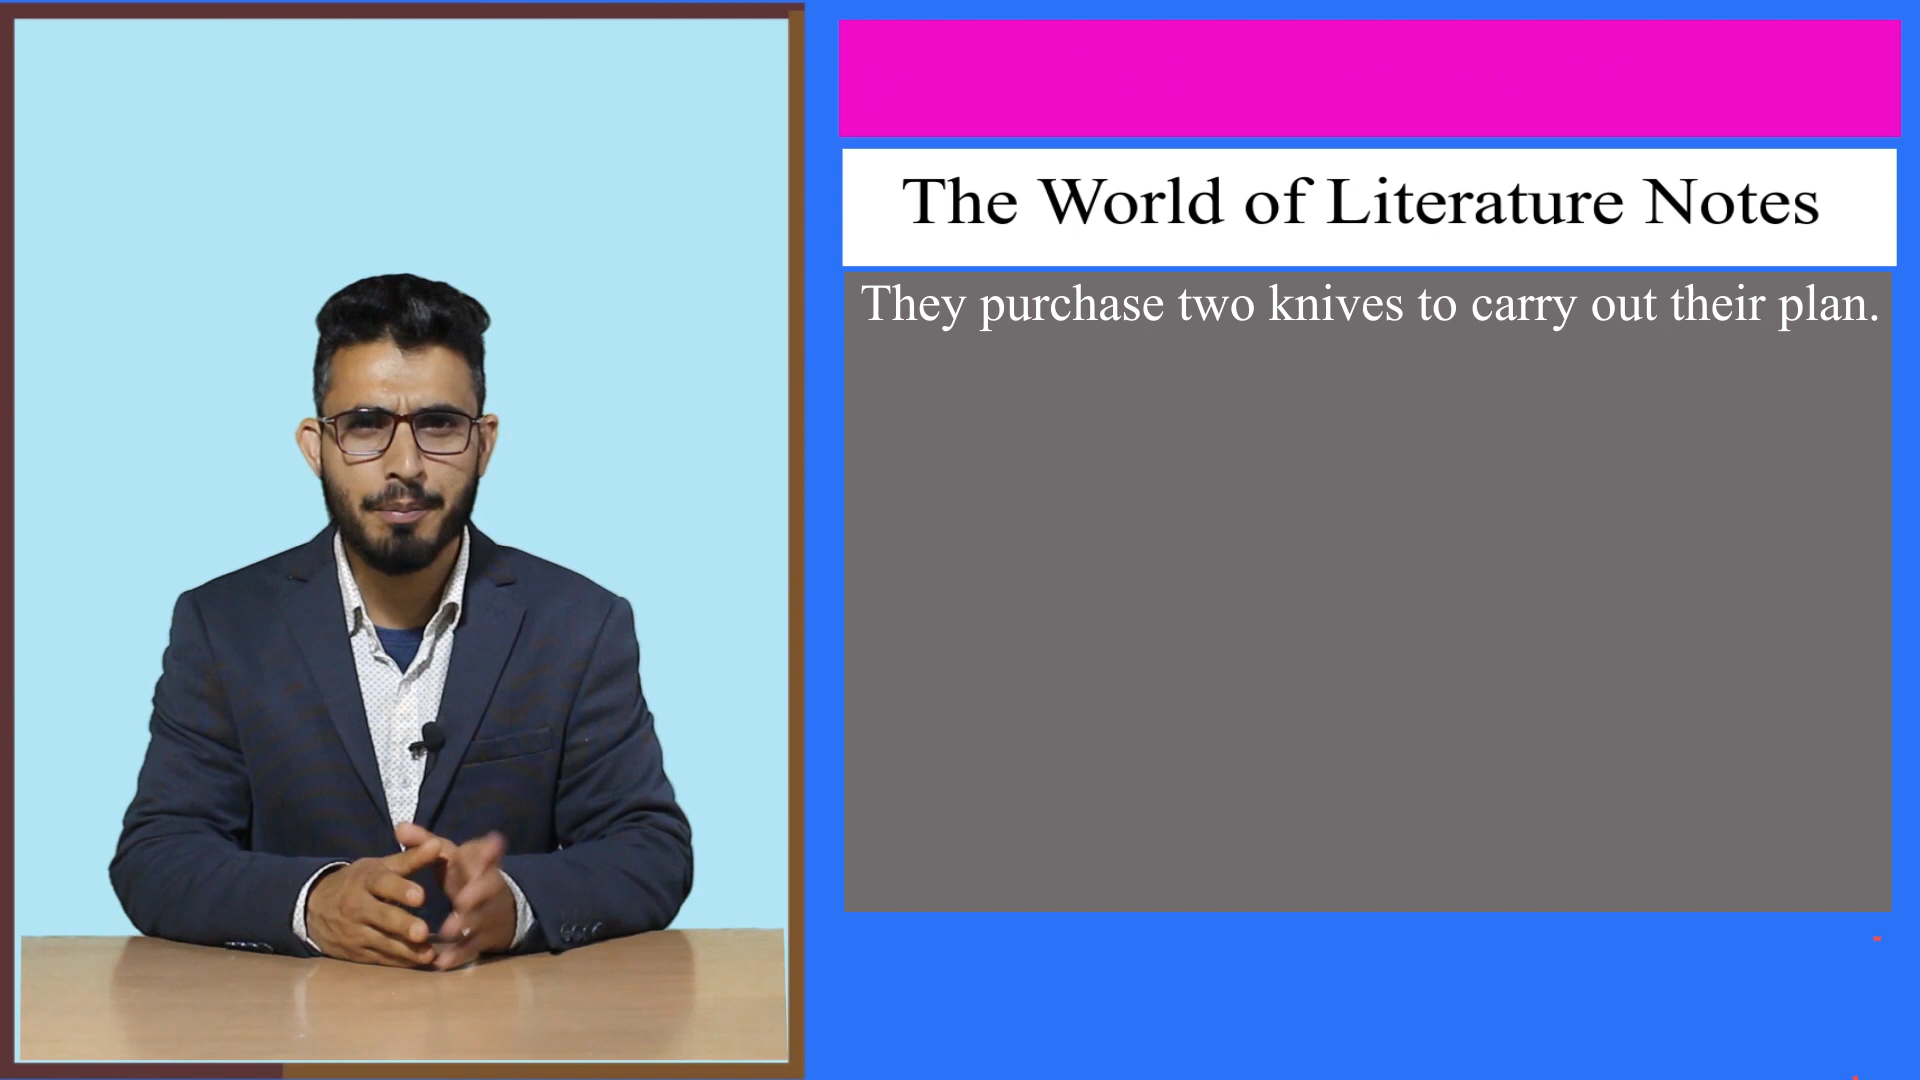 The World of Literature Notes
They purchase two knives to carry out their plan.